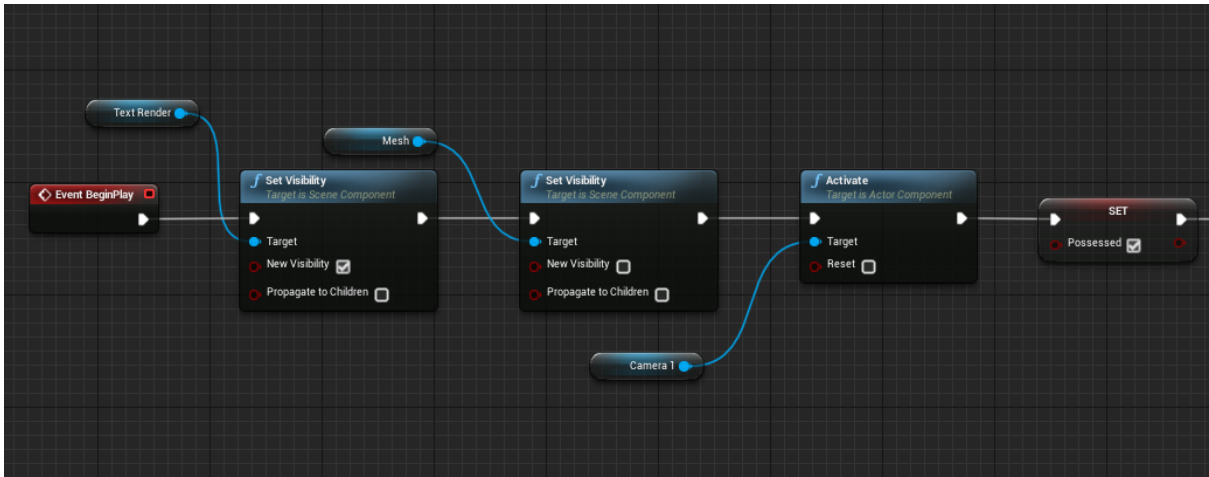 Text Render
Mesh
Event BeginPlay
Set Visibility
Target is Scene Component
Target
New Visibility
Propagate to Children
Set Visibility
Target is Scene Component
Target
New Visibility
Propagate to Children
Activate
Target is Actor Component
Target
Reset
SET
Possessed
Camera 1